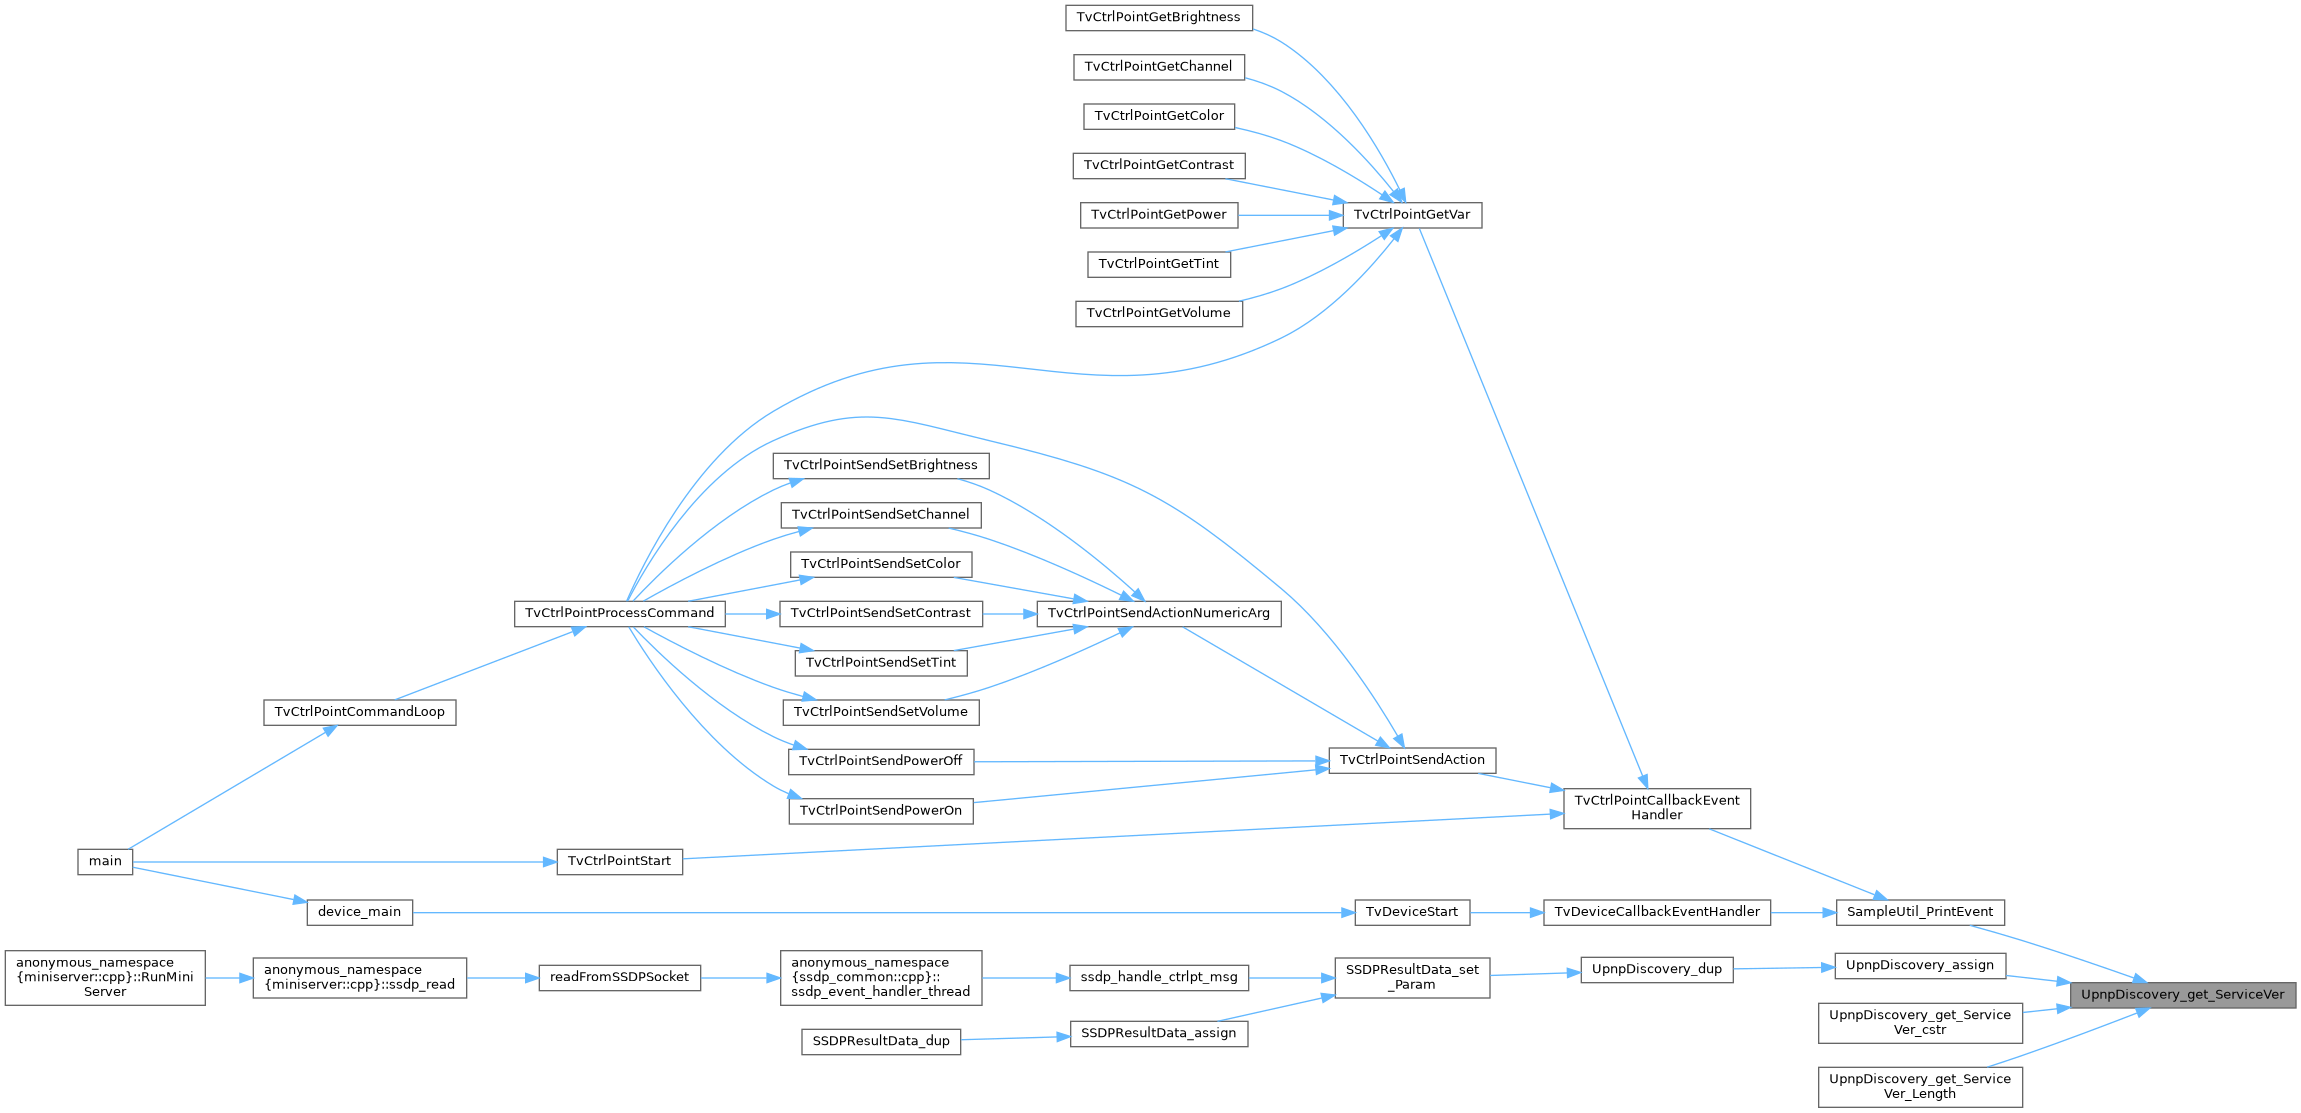 TvCtrlPointGetBrightness
TvCtrlPointGetChannel
TvCtrlPointGetColor
TvCtrlPointGetContrast
TvCtrlPointGetPower
TvCtrlPointGetVar
TvCtrlPointGetTint
TvCtrlPointGetVolume
TvCtrlPointSendSetBrightness
TvCtrlPointSendSetChannel
TvCtrlPointSendSetColor
TvCtrlPointProcessCommand
TvCtrlPointSendSetContrast
TvCtrlPointSendActionNumericArg
TvCtrlPointSendSetTint
TvCtrlPointCommandLoop
TvCtrlPointSendSetVolume
TvCtrlPointSendPowerOff
TvCtrlPointSendAction
TvCtrlPointSendPowerOn
TvCtrlPointCallbackEvent
Handler
main
TvCtrlPointStart
device_main
TvDeviceStart
TvDeviceCallbackEventHandler
SampleUtil_PrintEvent
anonymous_namespace
{miniserver::cpp}::RunMini
Server
anonymous_namespace
{miniserver::cpp}::ssdp_read
readFromSSDPSocket
anonymous_namespace
{ssdp_common::cpp}::
ssdp_event_handler_thread
ssdp_handle_ctrlpt_msg
SSDPResultData_set
_Param
UpnpDiscovery_dup
UpnpDiscovery_assign
UpnpDiscovery_get_ServiceVer
UpnpDiscovery_get_Service
Ver_cstr
SSDPResultData_dup
SSDPResultData_assign
UpnpDiscovery_get_Service
Ver_Length